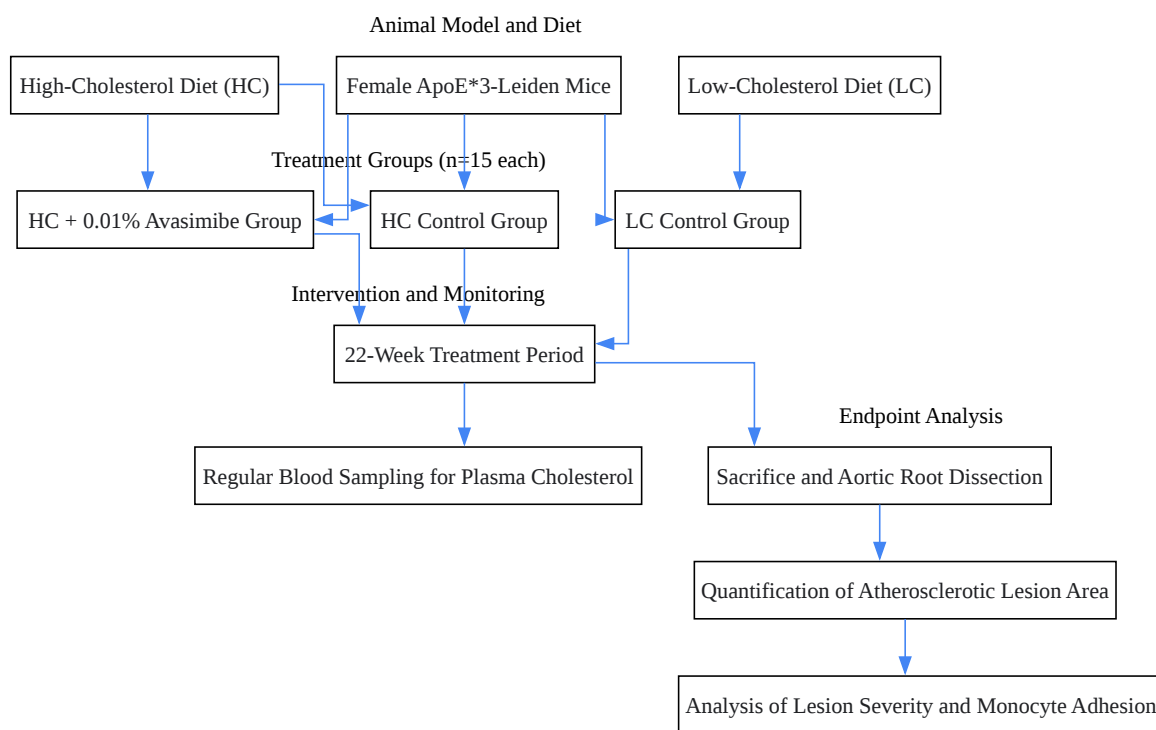 Animal Model and Diet
High-Cholesterol Diet (HC)
Female ApoE*3-Leiden Mice
Low-Cholesterol Diet (LC)
Treatment Groups (n=15 each)
HC + 0.01% Avasimibe Group
HC Control Group
LC Control Group
Intervention and Monitoring
22-Week Treatment Period
Endpoint Analysis
Regular Blood Sampling for Plasma Cholesterol
Sacrifice and Aortic Root Dissection
Quantification of Atherosclerotic Lesion Area
Analysis of Lesion Severity and Monocyte Adhesion